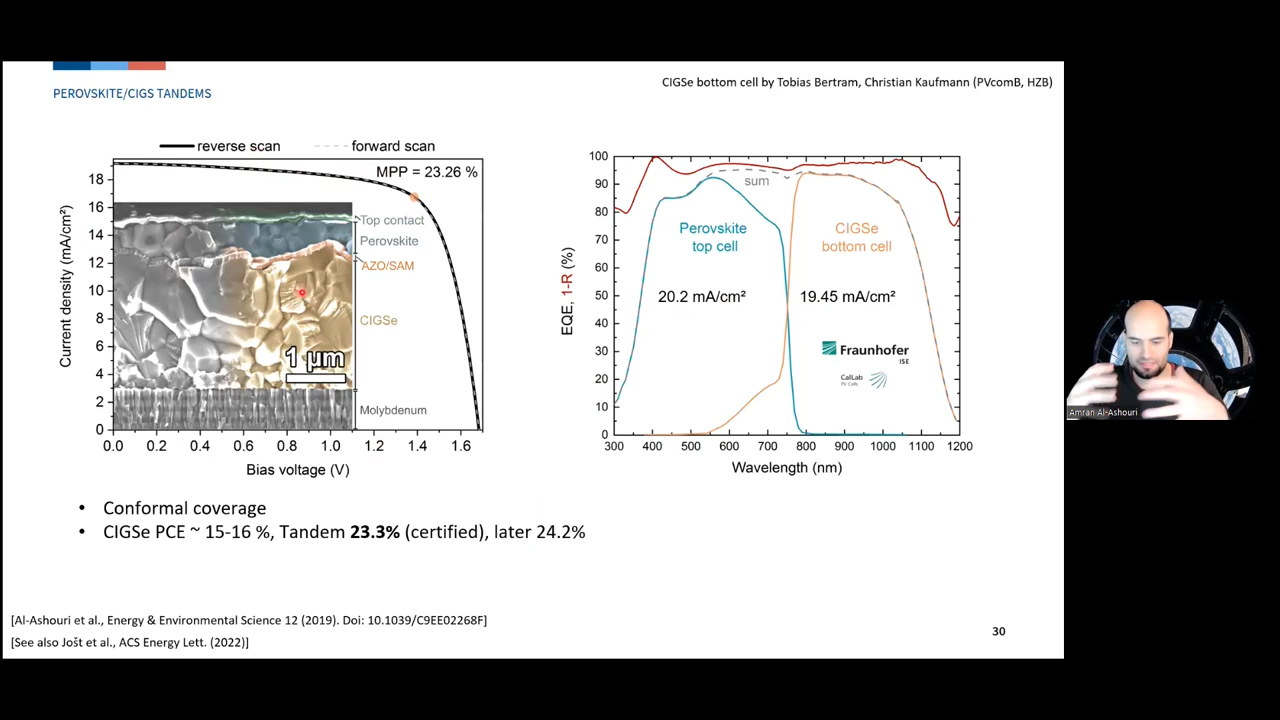 CIGSe bottom cell by Tobias Bertram, Christian Kaufmann (PVcomB, HZB)
PEROVSKITE/CIGS TANDEMS
reverse scan forward scan
MPP = 23.26 %
Current density (mA/cm²)
18
16
14
12
10
8
6
4
2
0
Top contact
Perovskite
AZO/SAM
CIGSe
1 µm
Molybdenum
0.0 0.2 0.4 0.6 0.8 1.0 1.2 1.4 1.6
Bias voltage (V)
EQE, 1-R (%)
100
90
80
70
60
50
40
30
20
10
0
sum
Perovskite
top cell
CIGSe
bottom cell
20.2 mA/cm²
19.45 mA/cm²
Fraunhofer
ISE
CalLab
PV Cells
300 400 500 600 700 800 900 1000 1100 1200
Wavelength (nm)
Amran Al-Ashouri
• Conformal coverage
• CIGSe PCE ~ 15-16 %, Tandem 23.3% (certified), later 24.2%
[Al-Ashouri et al., Energy & Environmental Science 12 (2019). Doi: 10.1039/C9EE02268F]
[See also Jošt et al., ACS Energy Lett. (2022)]
30